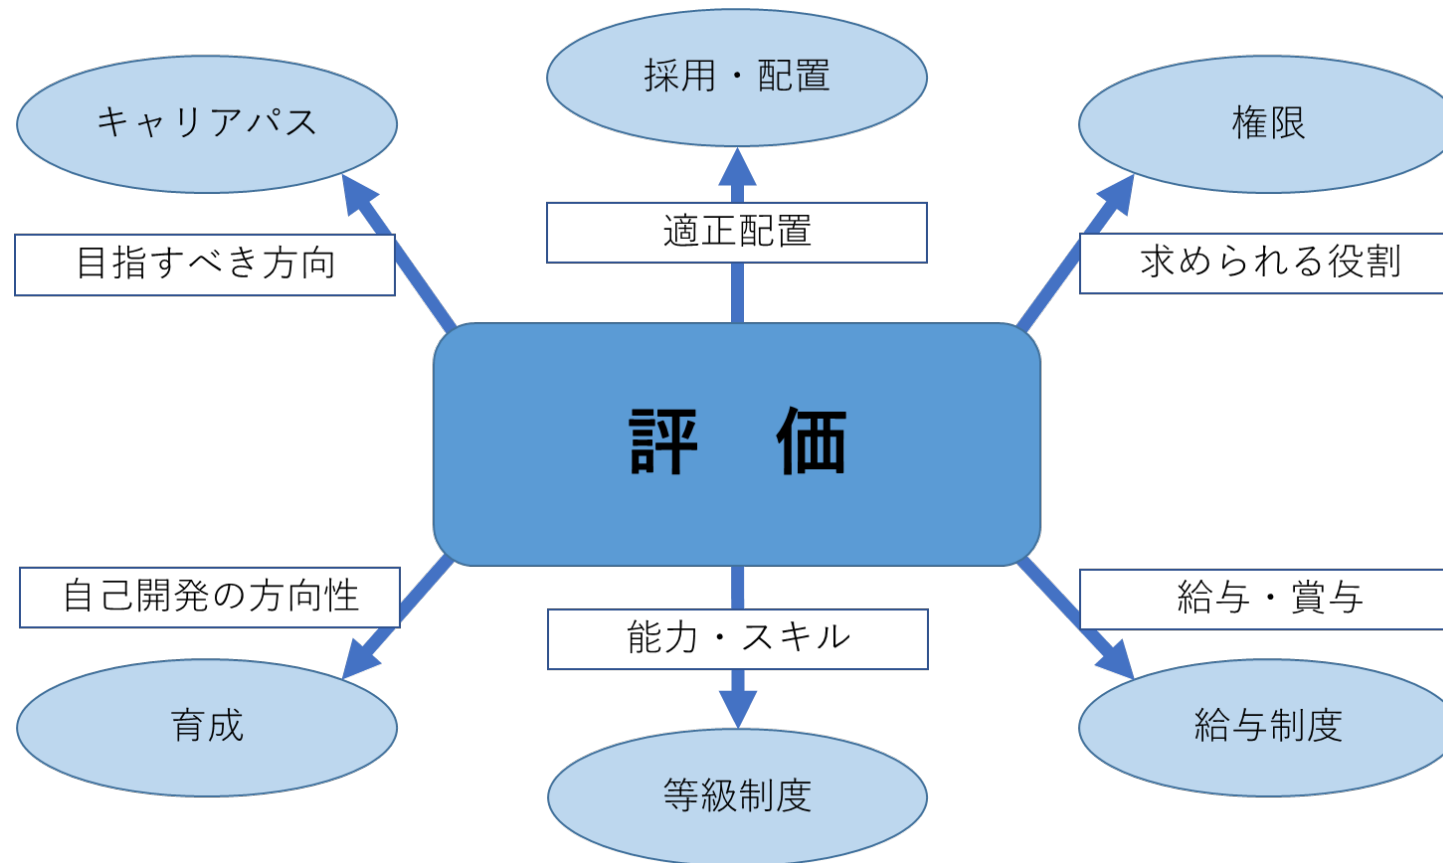 採用・配置
キャリアパス
権限
適正配置
目指すべき方向
求められる役割
評　価
自己開発の方向性
給与・賞与
能力・スキル
育成
給与制度
等級制度